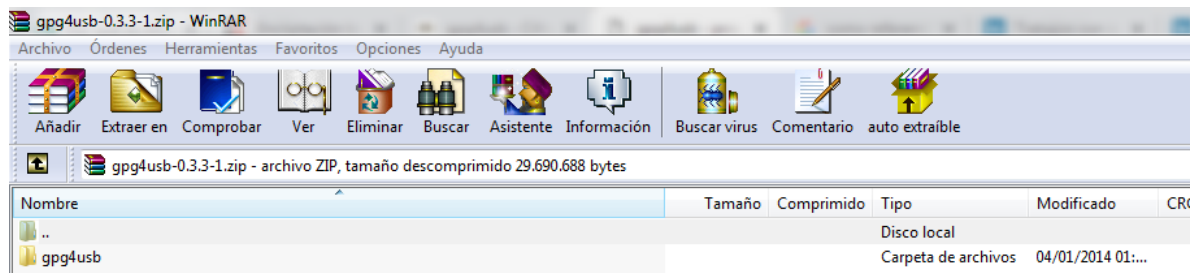 gpg4usb-0.3.3-1.zip - WinRAR
Archivo Órdenes Herramientas Favoritos Opciones Ayuda
Añadir Extraer en Comprobar Ver Eliminar Buscar Asistente Información Buscar virus Comentario auto extraíble
gpg4usb-0.3.3-1.zip - archivo ZIP, tamaño descomprimido 29.690.688 bytes
Nombre Tamaño Comprimido Tipo Modificado CRC
.. Disco local
gpg4usb Carpeta de archivos 04/01/2014 01:...